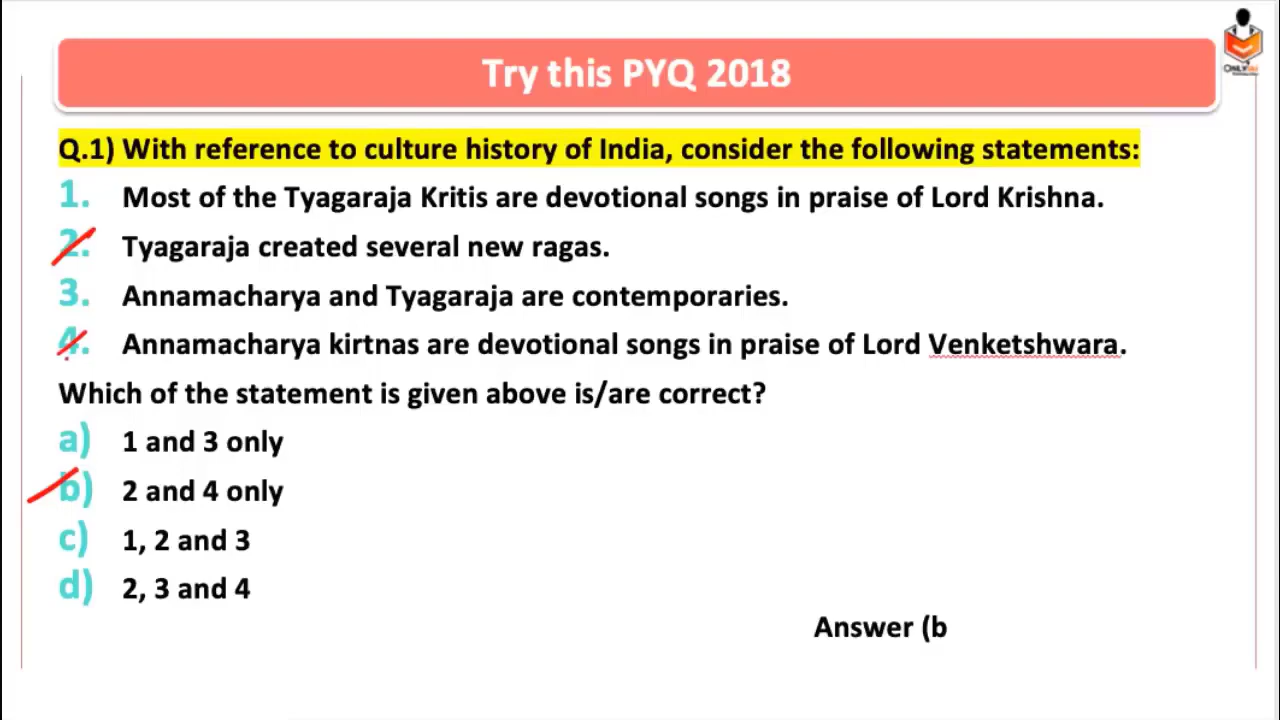 Try this PYQ 2018
Q.1) With reference to culture history of India, consider the following statements:
1. Most of the Tyagaraja Kritis are devotional songs in praise of Lord Krishna.
2. Tyagaraja created several new ragas.
3. Annamacharya and Tyagaraja are contemporaries.
4. Annamacharya kirtnas are devotional songs in praise of Lord Venketshwara.
Which of the statement is given above is/are correct?
a) 1 and 3 only
b) 2 and 4 only
c) 1, 2 and 3
d) 2, 3 and 4
Answer (b